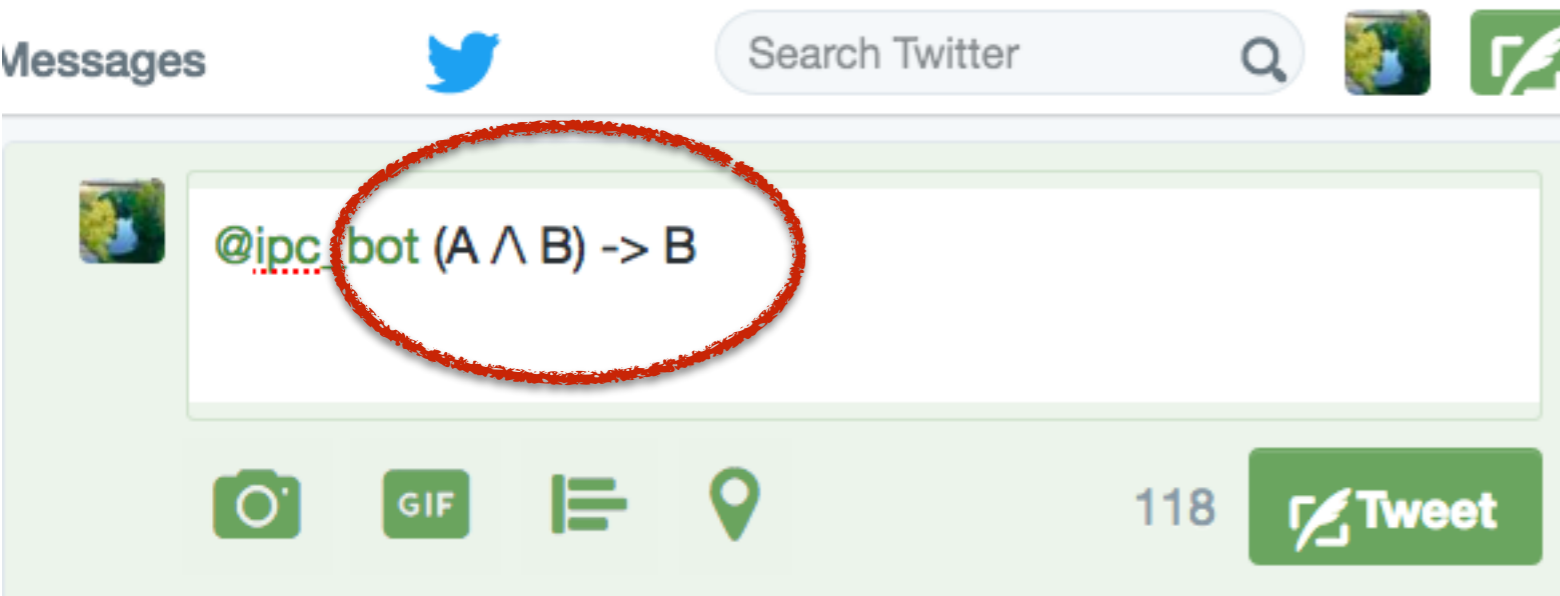 Messages
Search Twitter
@ipc_bot (A /\ B) -> B
GIF
118
Tweet